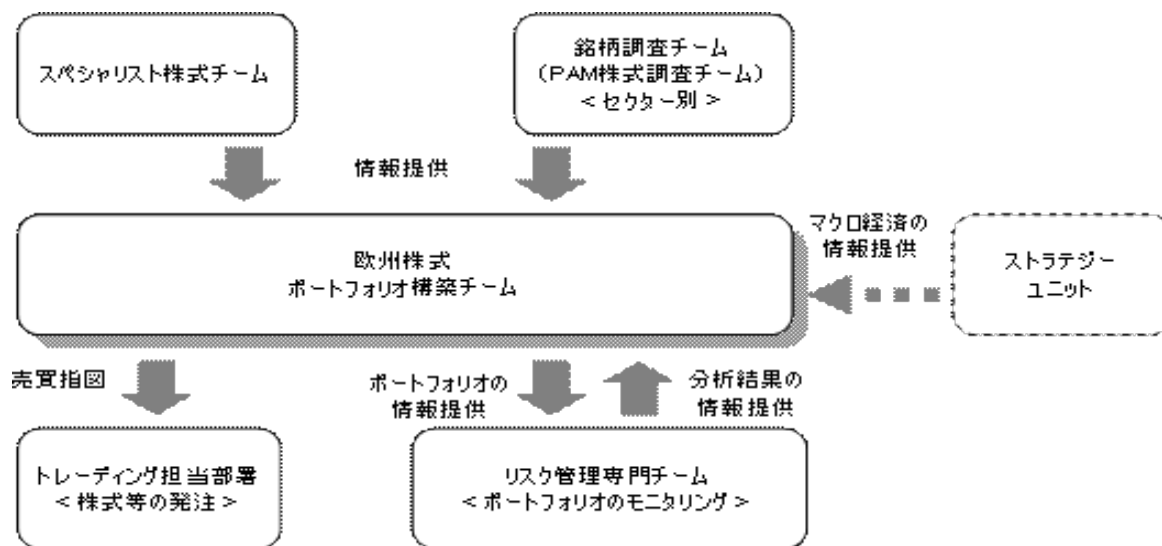 スペシャリスト株式チーム
銘柄調査チーム
(PAM株式調査チーム)
＜セクター別＞
情報提供
マクロ経済の
情報提供
欧州株式
ポートフォリオ構築チーム
ストラテジー
ユニット
売買指図
ポートフォリオの
情報提供
分析結果の
情報提供
トレーディング担当部署
＜株式等の発注＞
リスク管理専門チーム
＜ポートフォリオのモニタリング＞